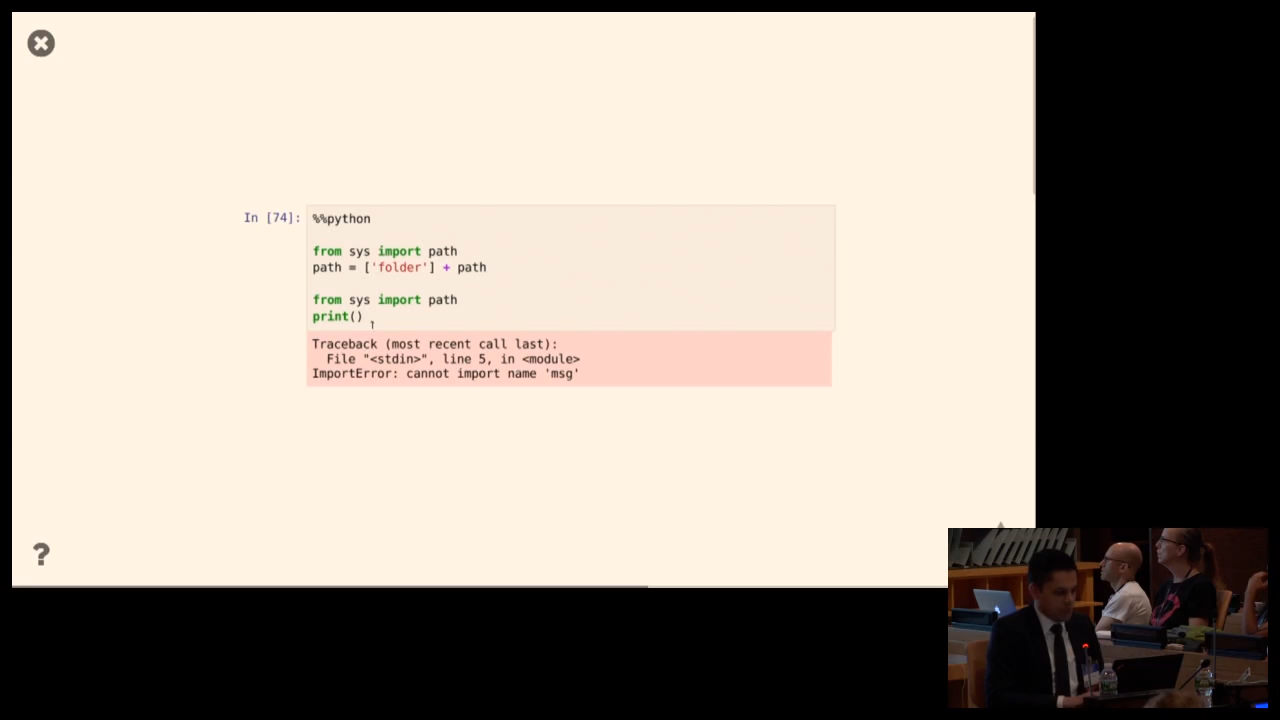 In [74]:
%%python
from sys import path
path = ['folder'] + path
from sys import path
print()
Traceback (most recent call last):
  File "<stdin>", line 5, in <module>
ImportError: cannot import name 'msg'
?